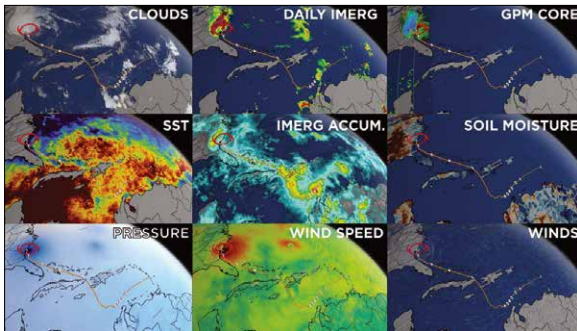 CLOUDS
DAILY IMERG
GPM CORE
SST
IMERG ACCUM.
SOIL MOISTURE
PRESSURE
WIND SPEED
WINDS